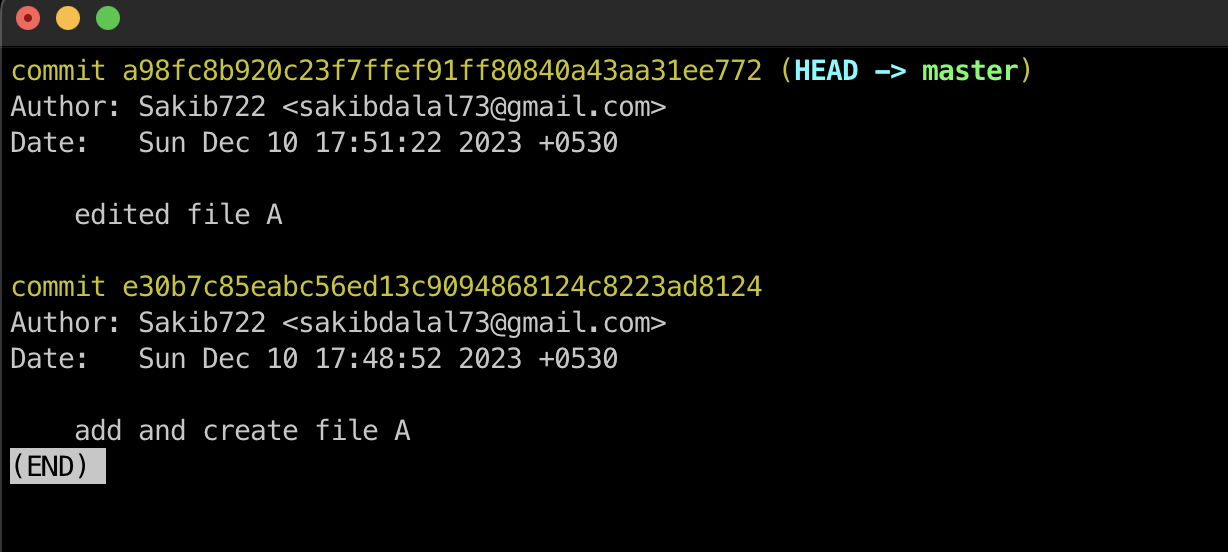 commit a98fc8b920c23f7ffef91ff80840a43aa31ee772 (HEAD -> master)
Author: Sakib722 <sakibdalal73@gmail.com>
Date:   Sun Dec 10 17:51:22 2023 +0530
    edited file A
commit e30b7c85eabc56ed13c9094868124c8223ad8124
Author: Sakib722 <sakibdalal73@gmail.com>
Date:   Sun Dec 10 17:48:52 2023 +0530
    add and create file A
(END)